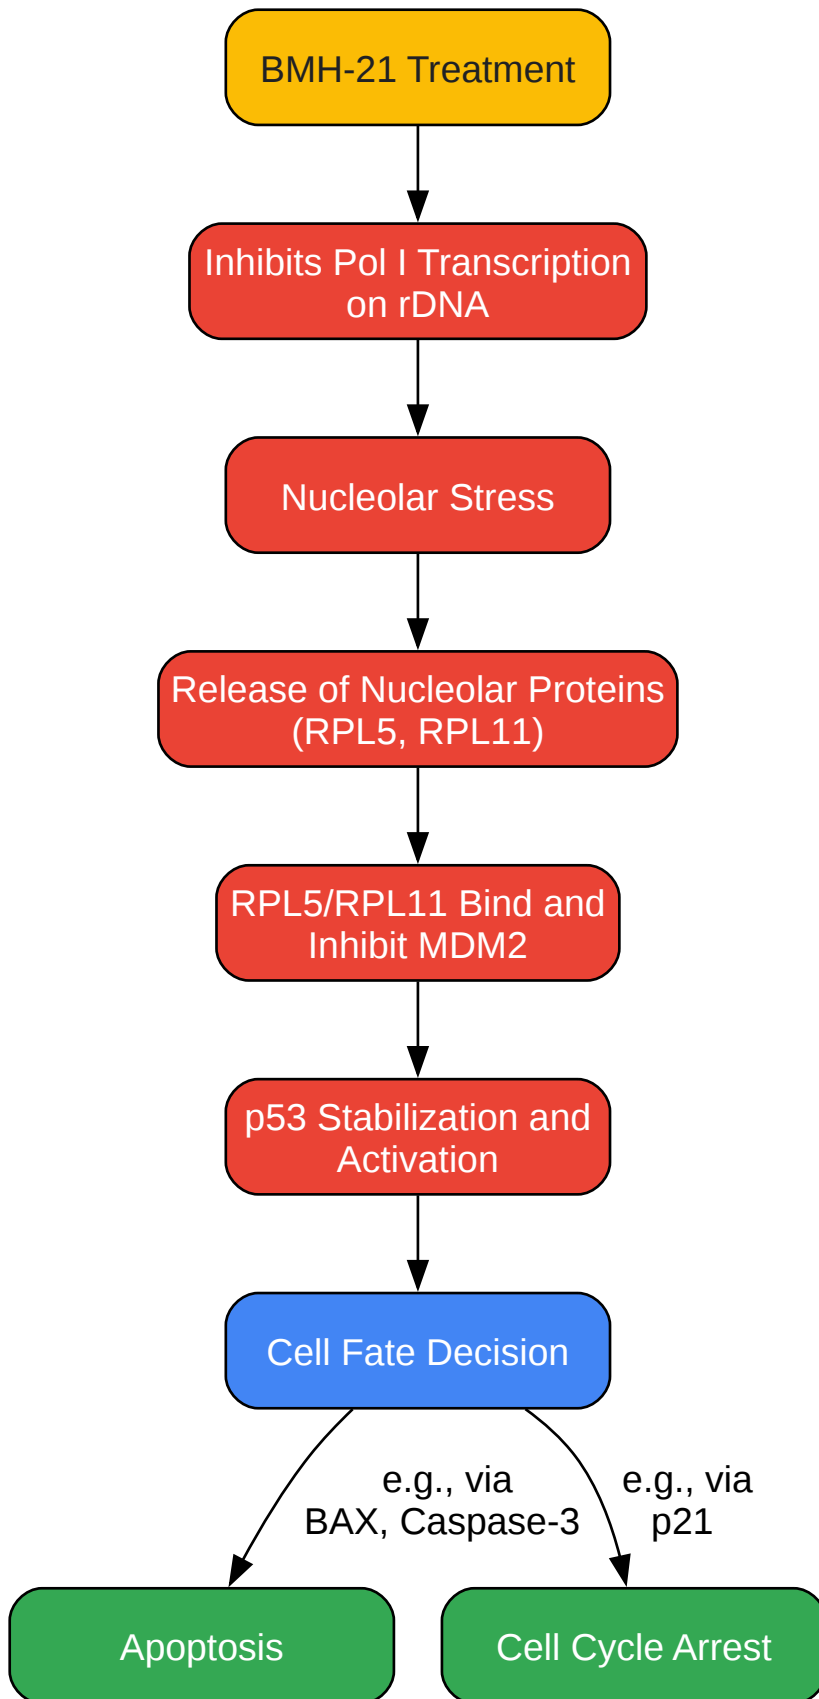 BMH-21 Treatment
Inhibits Pol I Transcription
on rDNA
Nucleolar Stress
Release of Nucleolar Proteins
(RPL5, RPL11)
RPL5/RPL11 Bind and
Inhibit MDM2
p53 Stabilization and
Activation
Cell Fate Decision
e.g., via
BAX, Caspase-3
e.g., via
p21
Apoptosis
Cell Cycle Arrest